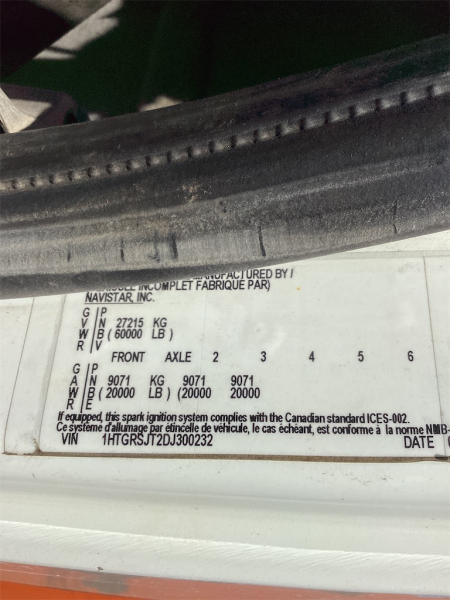 MANUFACTURED BY /
INCOMPLET FABRIQUE PAR)
NAVISTAR, INC.
G P
V N 27215 KG
W B (60000 LB)
R V
FRONT AXLE 2 3 4 5 6
G P
A N 9071 KG 9071 9071
W B (20000 LB) (20000 20000
R E
If equipped, this spark ignition system complies with the Canadian standard ICES-002.
Ce système d'allumage par étincelle de véhicule, le cas échéant, est conforme à la norme NMB-
VIN 1HTGRSJT2DJ300232 DATE